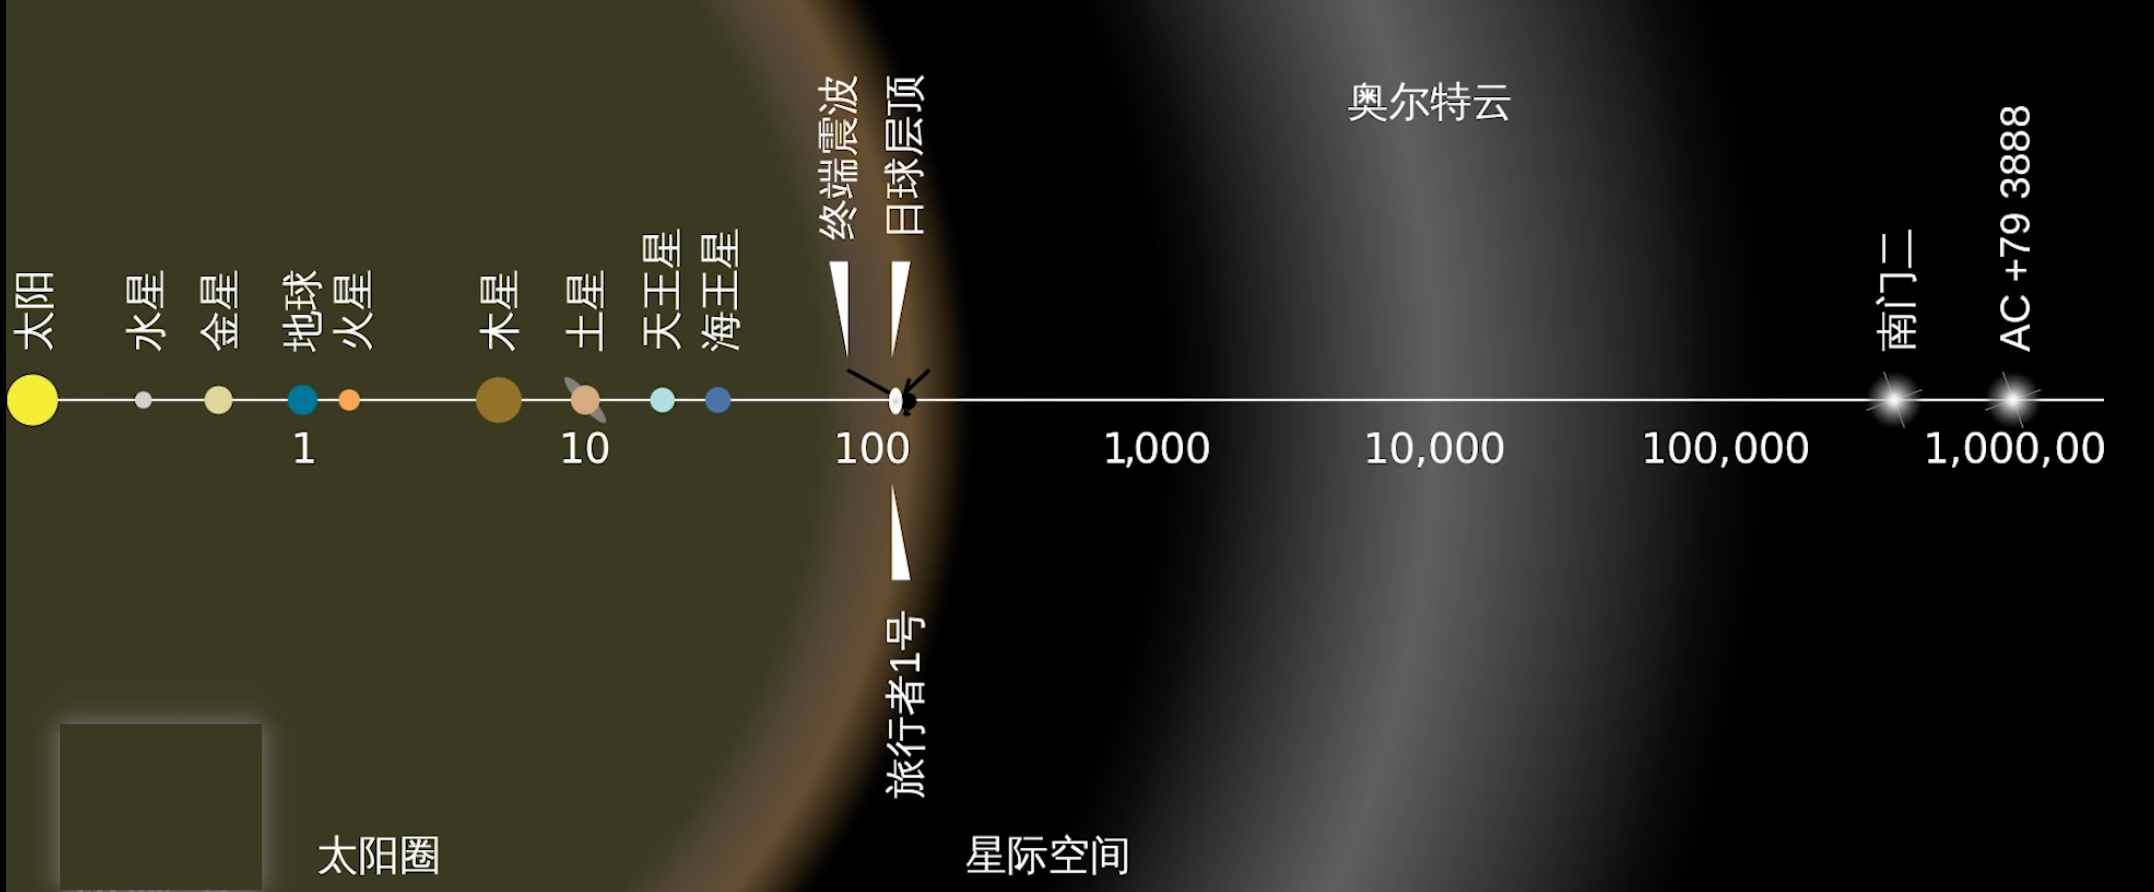 奥尔特云
终端震波
日球层顶
AC +79 3888
太阳
水星
金星
地球
火星
木星
土星
天王星
海王星
南门二
1
10
100
1,000
10,000
100,000
1,000,00
旅行者1号
太阳圈
星际空间